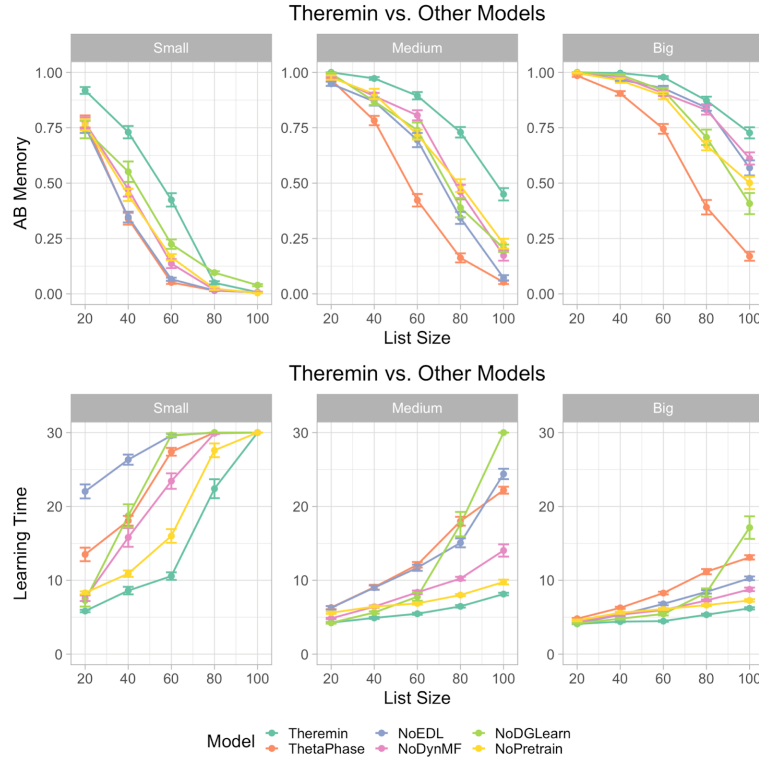 Theremin vs. Other Models
Small Medium Big
1.00 1.00 1.00
0.75 0.75 0.75
0.50 0.50 0.50
0.25 0.25 0.25
0.00 0.00 0.00
AB Memory
20 40 60 80 100 20 40 60 80 100 20 40 60 80 100
List Size
Theremin vs. Other Models
Small Medium Big
30 30 30
20 20 20
10 10 10
0 0 0
Learning Time
20 40 60 80 100 20 40 60 80 100 20 40 60 80 100
List Size
Model
Theremin NoEDL NoDGLearn
ThetaPhase NoDynMF NoPretrain